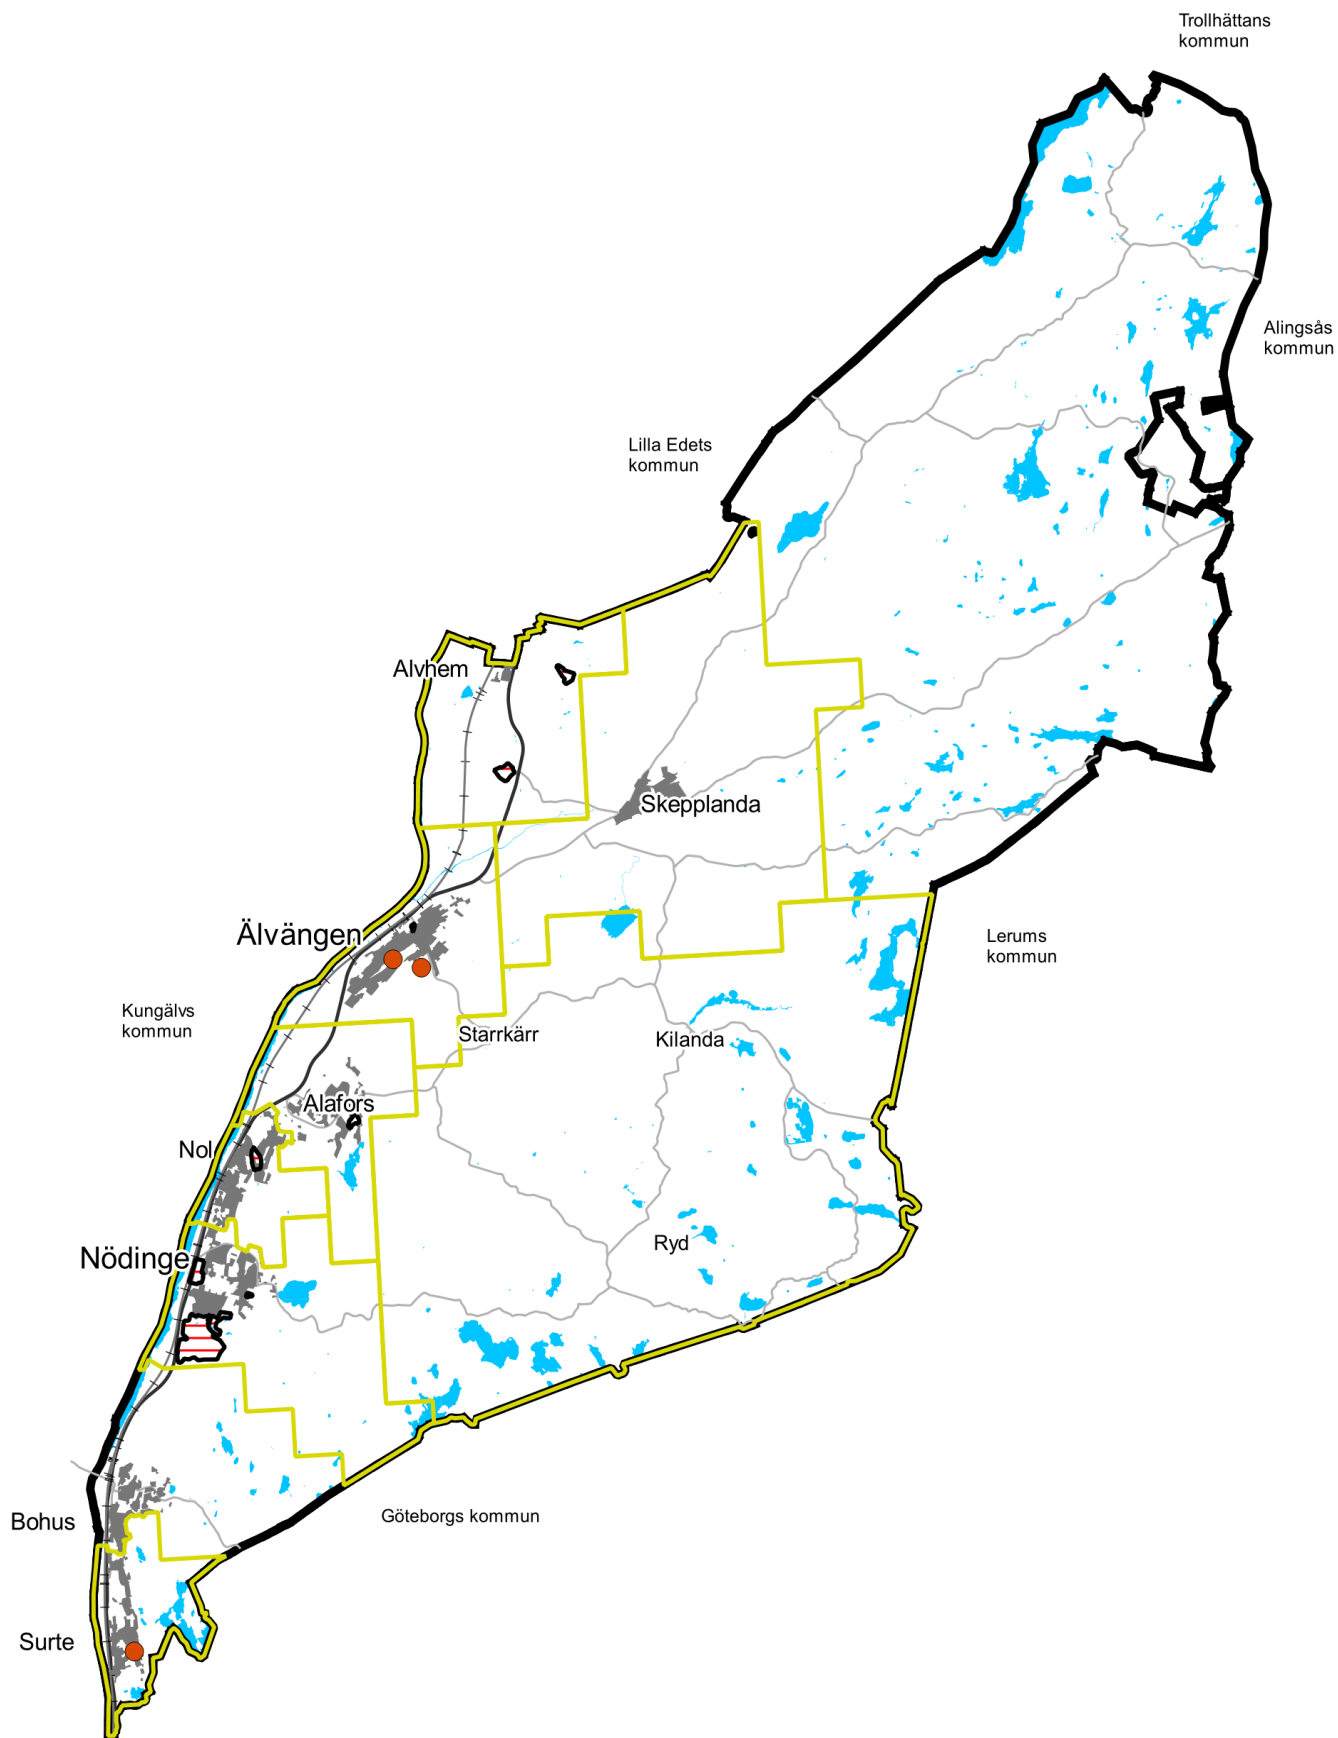 Trollhättans
kommun
Alingsås
kommun
Lilla Edets
kommun
Alvhem
Skepplanda
Älvängen
Lerums
kommun
Kungälvs
kommun
Starrkärr
Kilanda
Alafors
Nol
Ryd
Nödinge
Göteborgs kommun
Bohus
Surte